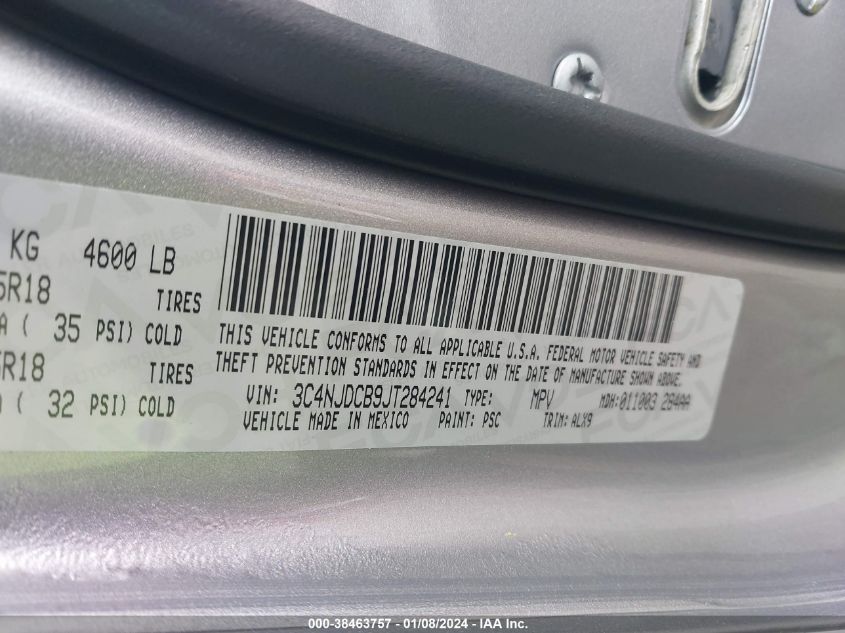 KG 4600 LB
5R18 TIRES
A ( 35 PSI) COLD
5R18 TIRES
( 32 PSI) COLD
THIS VEHICLE CONFORMS TO ALL APPLICABLE U.S.A. FEDERAL MOTOR VEHICLE SAFETY AND
THEFT PREVENTION STANDARDS IN EFFECT ON THE DATE OF MANUFACTURE SHOWN ABOVE.
VIN: 3C4NJDCB9JT284241 TYPE: MPV MDH:011003 284AA
VEHICLE MADE IN MEXICO PAINT: PSC TRIM: ALX9
000-38463757 - 01/08/2024 - IAA Inc.